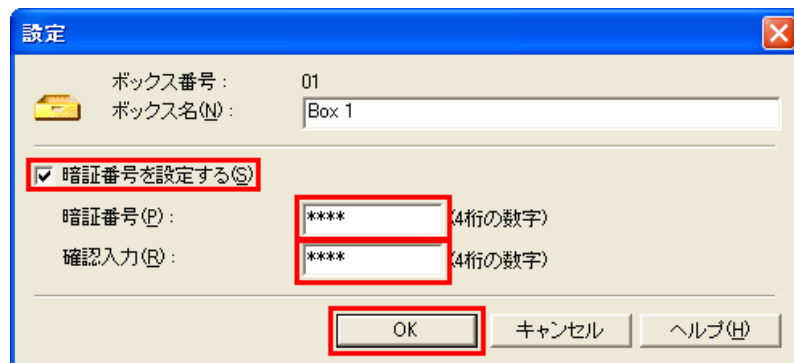 設定
ボックス番号： 01
ボックス名(N)： Box 1
暗証番号を設定する(S)
暗証番号(P)： **** (4桁の数字)
確認入力(R)： **** (4桁の数字)
OK キャンセル ヘルプ(H)